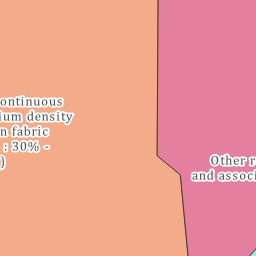 ontinuous
ium density
n fabric
: 30% -
)
Other r
and associ